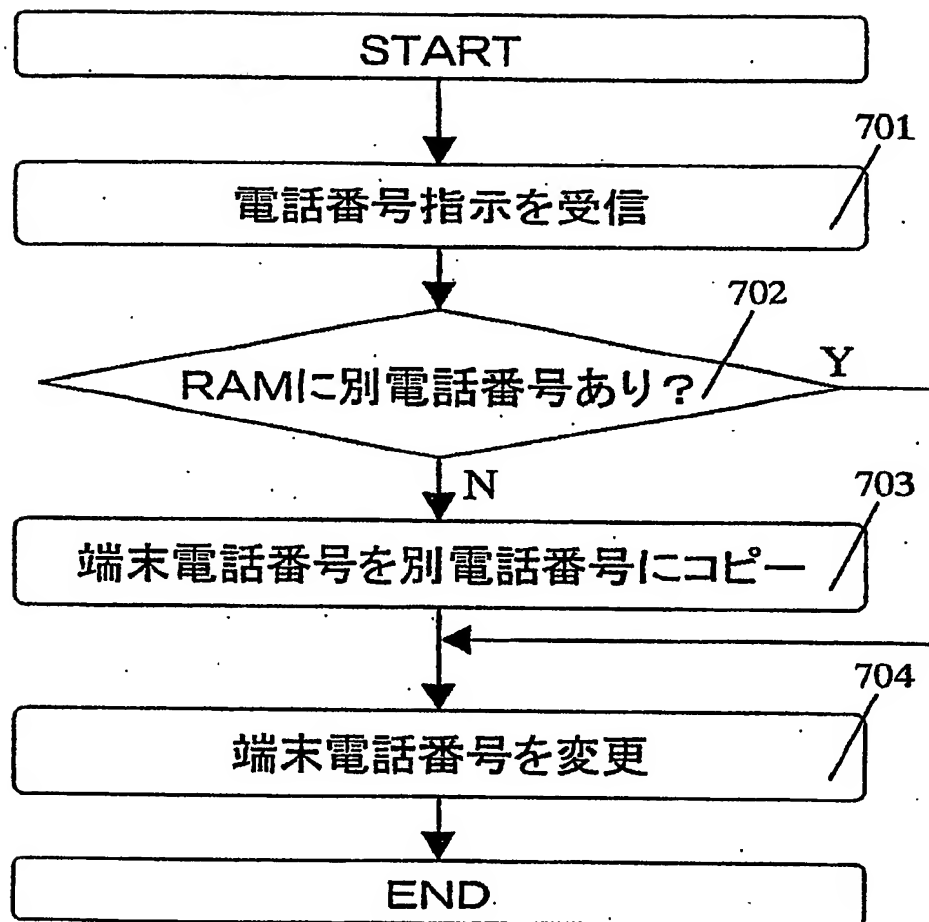 START
701
電話番号指示を受信
702
RAMに別電話番号あり？
Y
N
703
端末電話番号を別電話番号にコピー
704
端末電話番号を変更
END